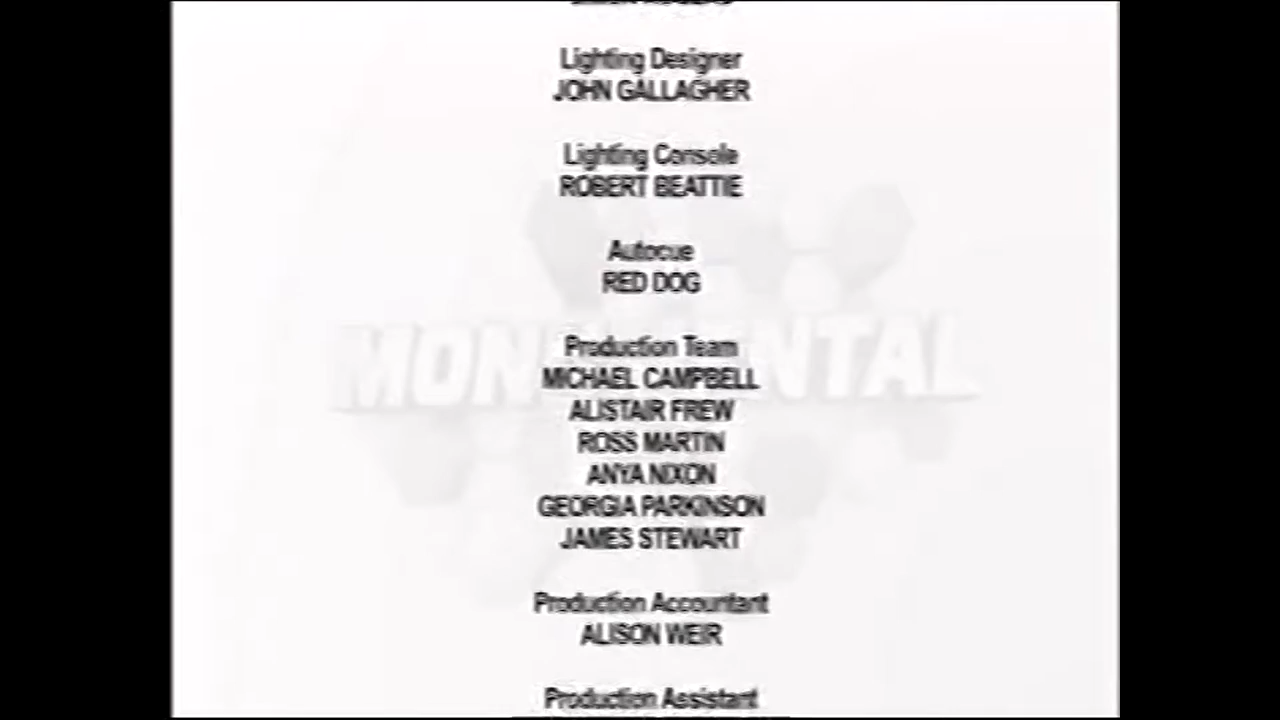 Lighting Designer
JOHN GALLAGHER
Lighting Console
ROBERT BEATTIE
Autocue
RED DOG
MONUMENTAL
Production Team
MICHAEL CAMPBELL
ALISTAIR FREW
ROSS MARTIN
ANYA NIXON
GEORGIA PARKINSON
JAMES STEWART
Production Accountant
ALISON WEIR
Production Assistant